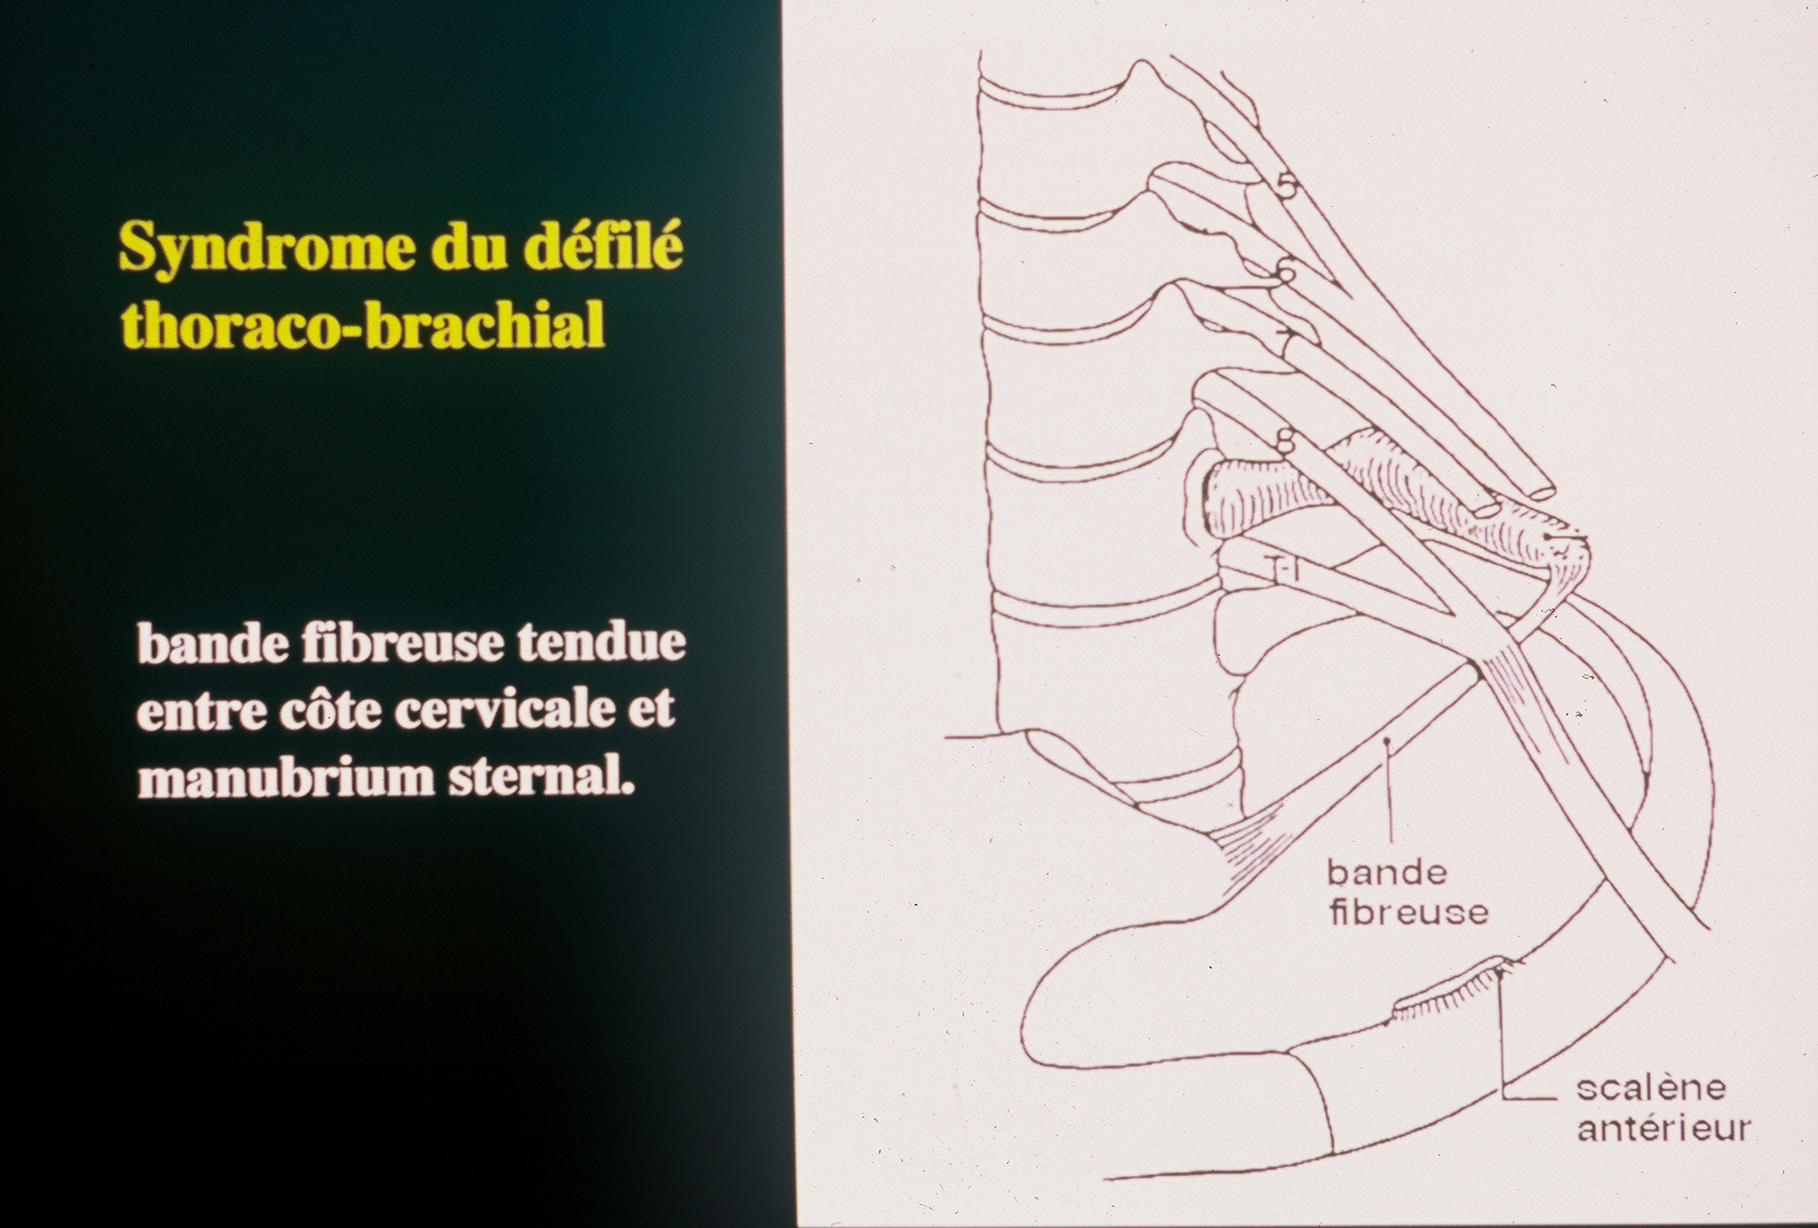 Syndrome du défilé
thoraco-brachial
bande fibreuse tendue
entre côte cervicale et
manubrium sternal.
5
6
7
8
T-1
bande
fibreuse
scalène
antérieur